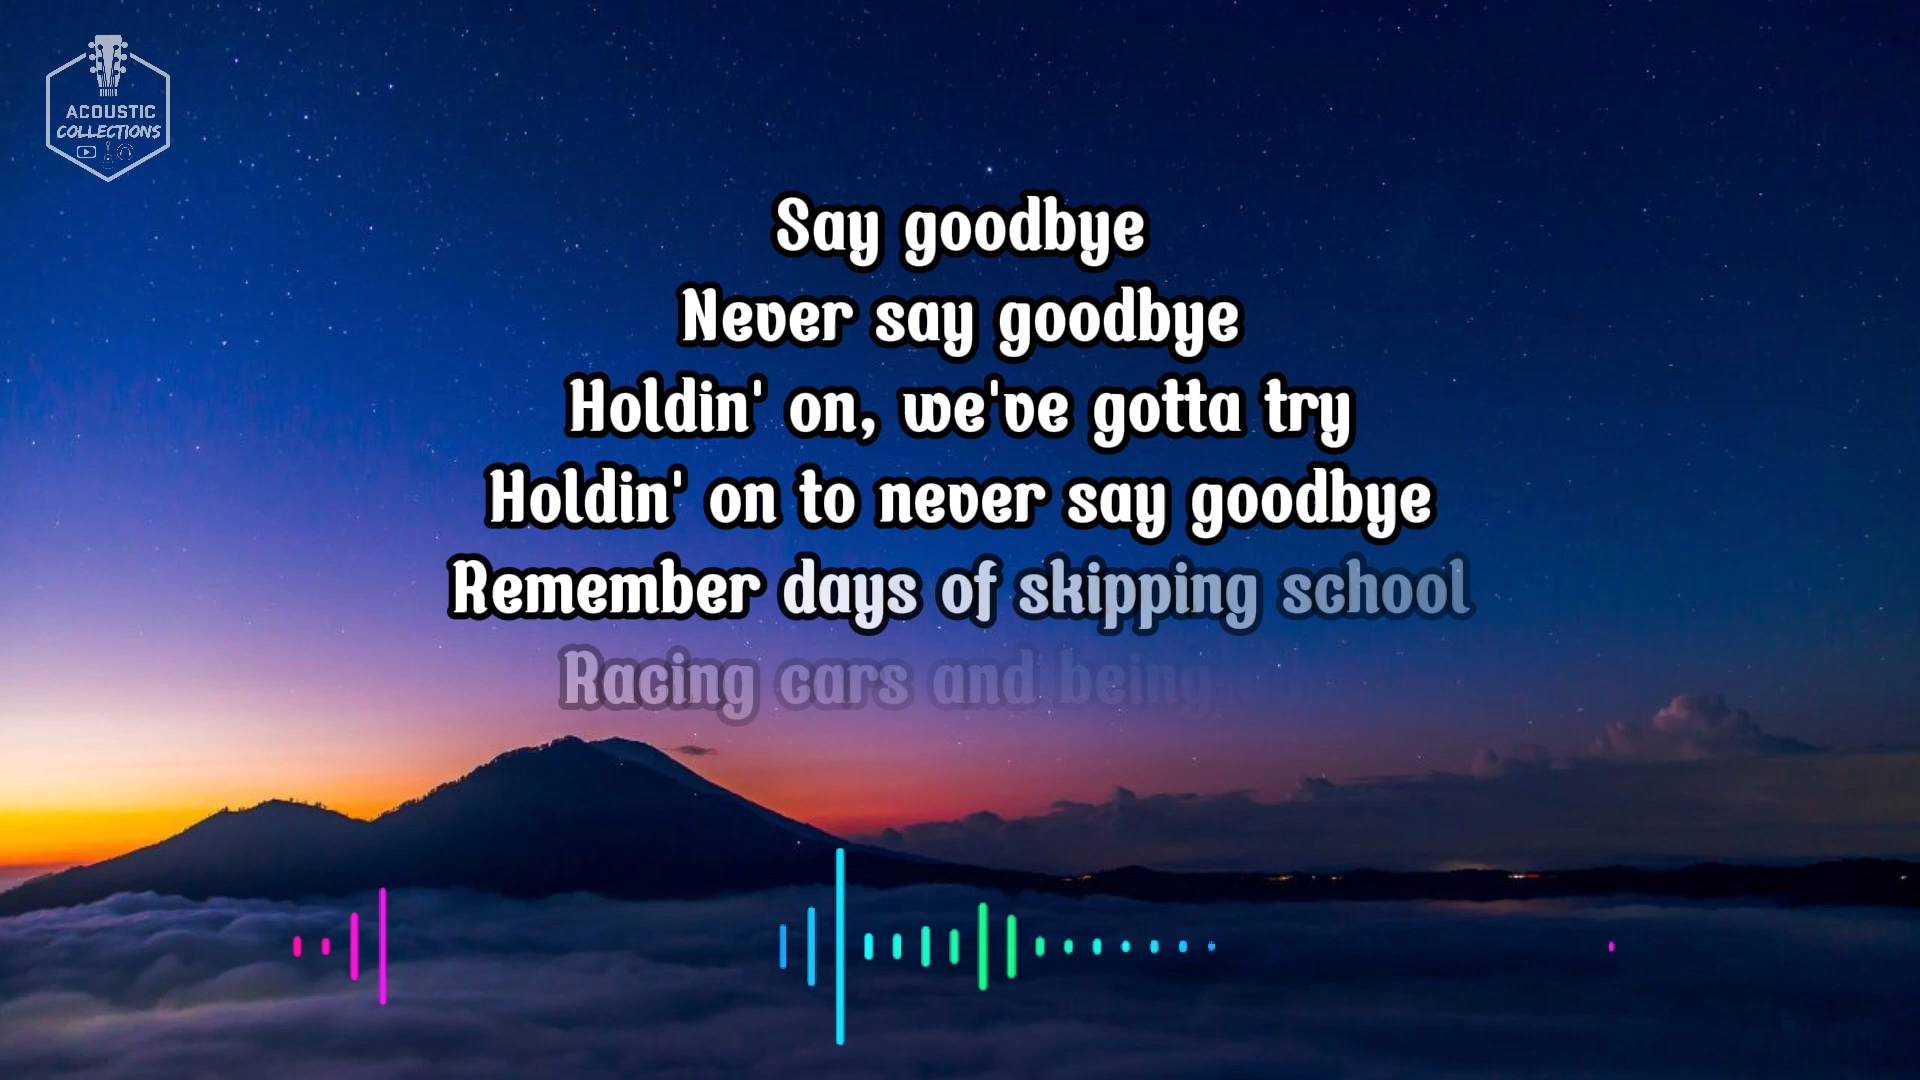 ACOUSTIC
COLLECTIONS
Say goodbye
Never say goodbye
Holdin' on, we've gotta try
Holdin' on to never say goodbye
Remember days of skipping school
Racing cars and being